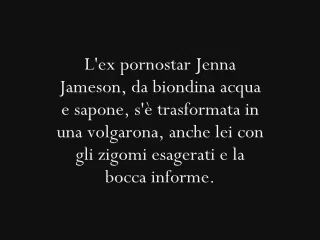 L'ex pornostar Jenna
Jameson, da biondina acqua
e sapone, s'è trasformata in
una volgarona, anche lei con
gli zigomi esagerati e la
bocca informe.